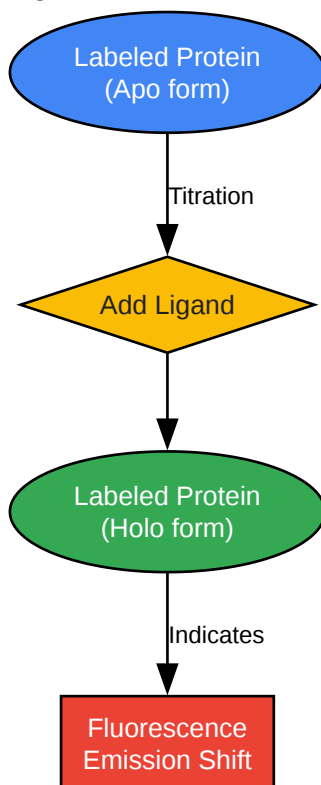 Labeled Protein
(Apo form)
Titration
Add Ligand
Labeled Protein
(Holo form)
Indicates
Fluorescence
Emission Shift